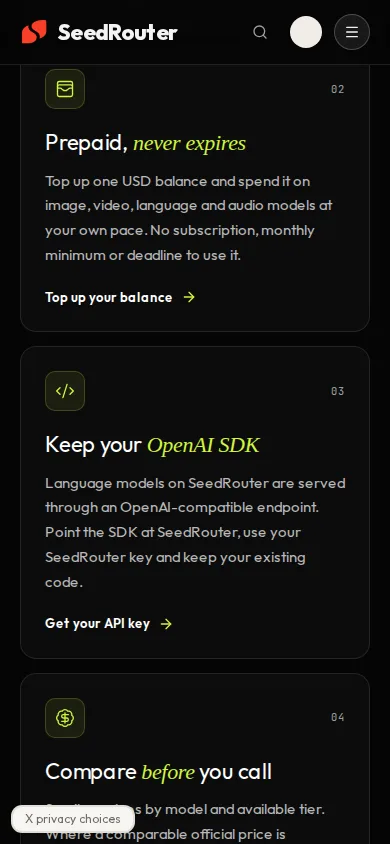 SeedRouter
02
Prepaid, never expires
Top up one USD balance and spend it on
image, video, language and audio models at
your own pace. No subscription, monthly
minimum or deadline to use it.
Top up your balance
03
Keep your OpenAI SDK
Language models on SeedRouter are served
through an OpenAI-compatible endpoint.
Point the SDK at SeedRouter, use your
SeedRouter key and keep your existing
code.
Get your API key
04
Compare before you call
by model and available tier.
X privacy choices
Where a comparable official price is